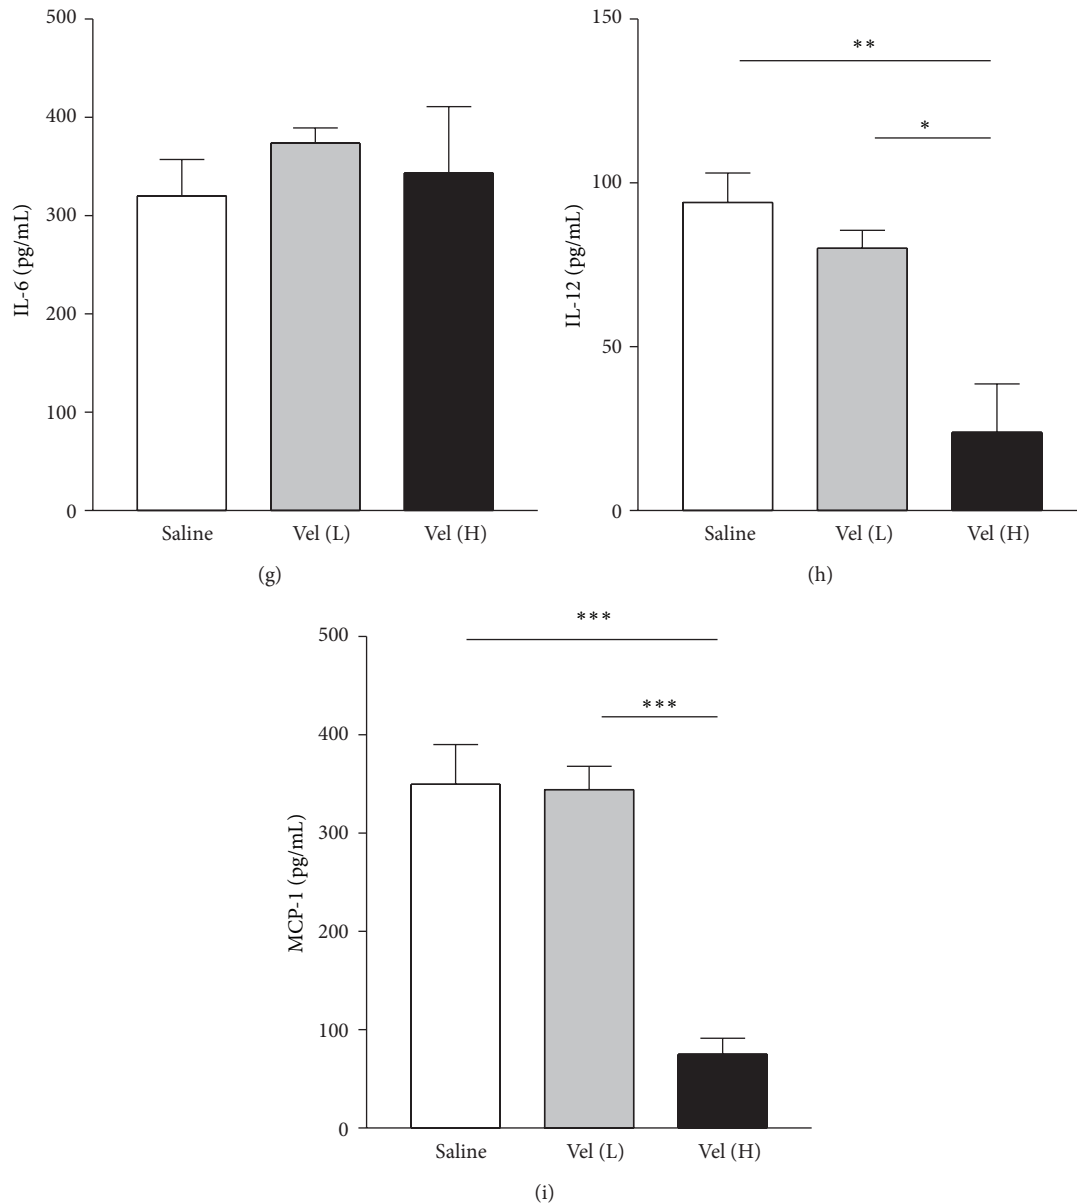 500
400
300
200
100
0
IL-6 (pg/mL)
Saline Vel (L) Vel (H)
(g)
150
100
50
0
IL-12 (pg/mL)
**
*
Saline Vel (L) Vel (H)
(h)
500
400
300
200
100
0
MCP-1 (pg/mL)
***
***
Saline Vel (L) Vel (H)
(i)